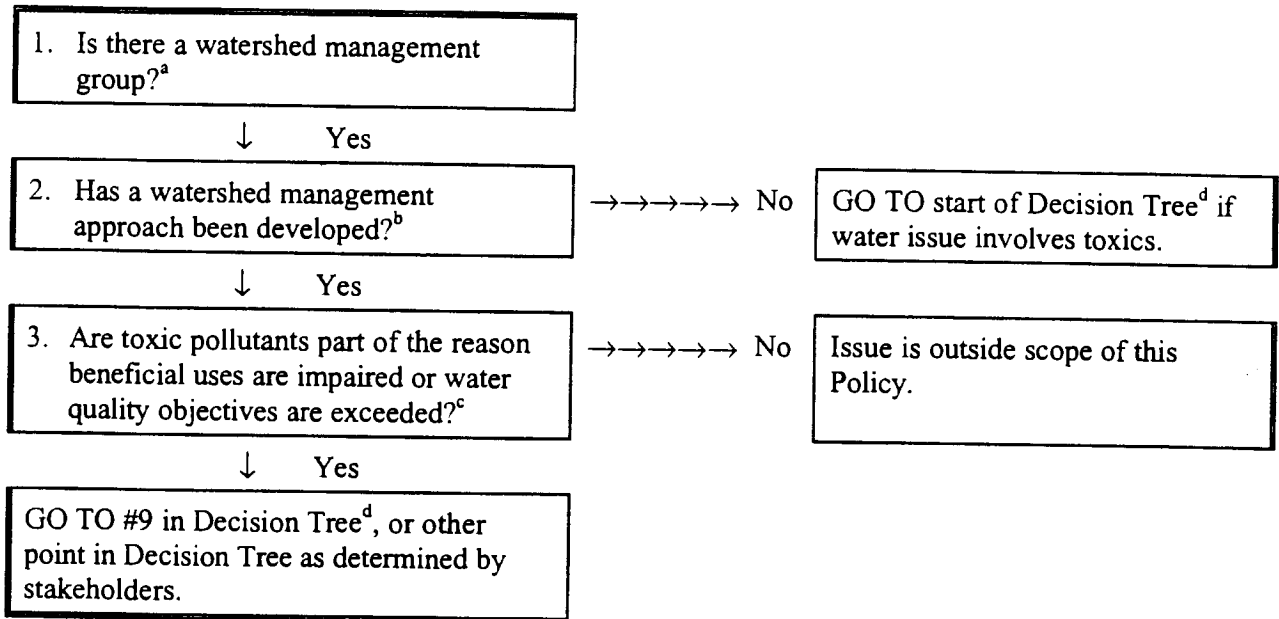 1. Is there a watershed management
group?ᵃ
↓ Yes
2. Has a watershed management
approach been developed?ᵇ
→→→→→ No
GO TO start of Decision Treeᵈ if
water issue involves toxics.
↓ Yes
3. Are toxic pollutants part of the reason
beneficial uses are impaired or water
quality objectives are exceeded?ᶜ
→→→→→ No
Issue is outside scope of this
Policy.
↓ Yes
GO TO #9 in Decision Treeᵈ, or other
point in Decision Tree as determined by
stakeholders.